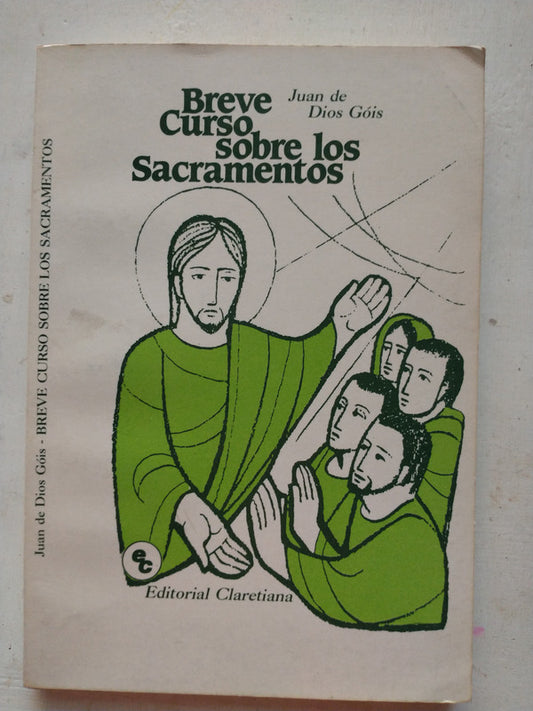 Breve
Curso
sobre los
Sacramentos
Juan de
Dios Góis
Juan de Dios Góis - BREVE CURSO SOBRE LOS SACRAMENTOS
ec
Editorial Claretiana